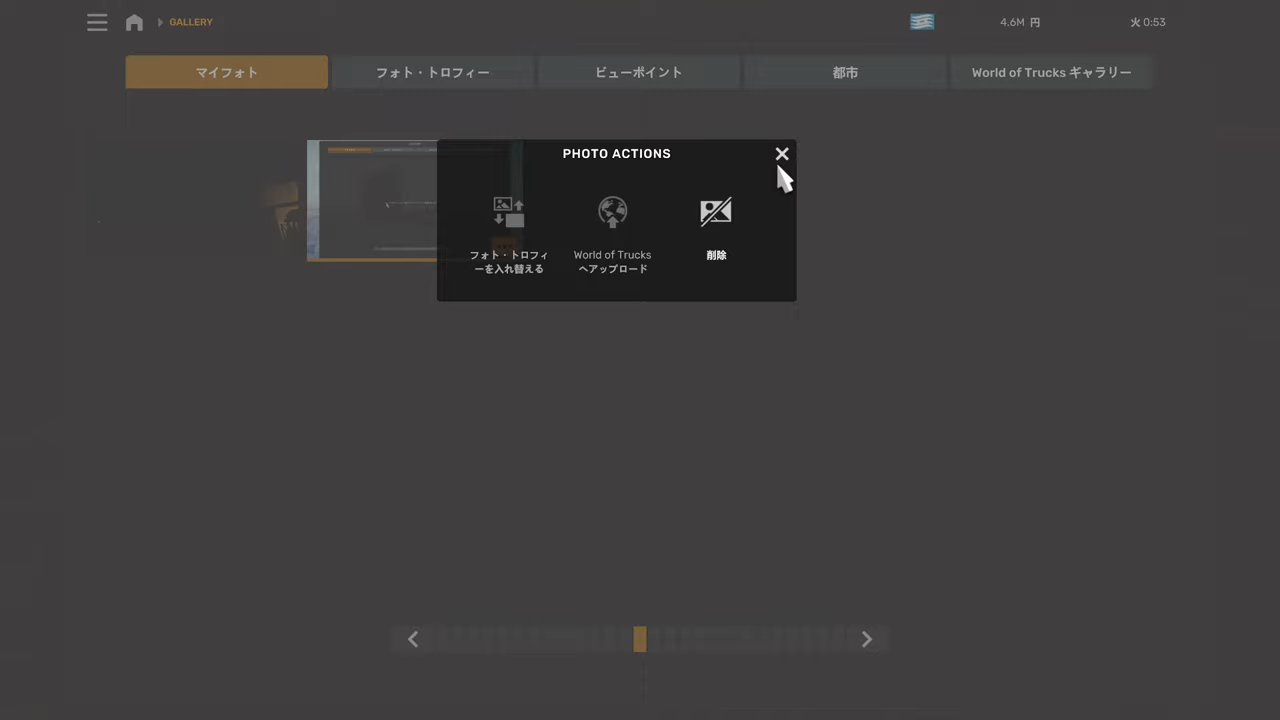 GALLERY
4.6M 円
火 0:53
マイフォト
フォト・トロフィー
ビューポイント
都市
World of Trucks ギャラリー
PHOTO ACTIONS
フォト・トロフィ
ーを入れ替える
World of Trucks
へアップロード
削除